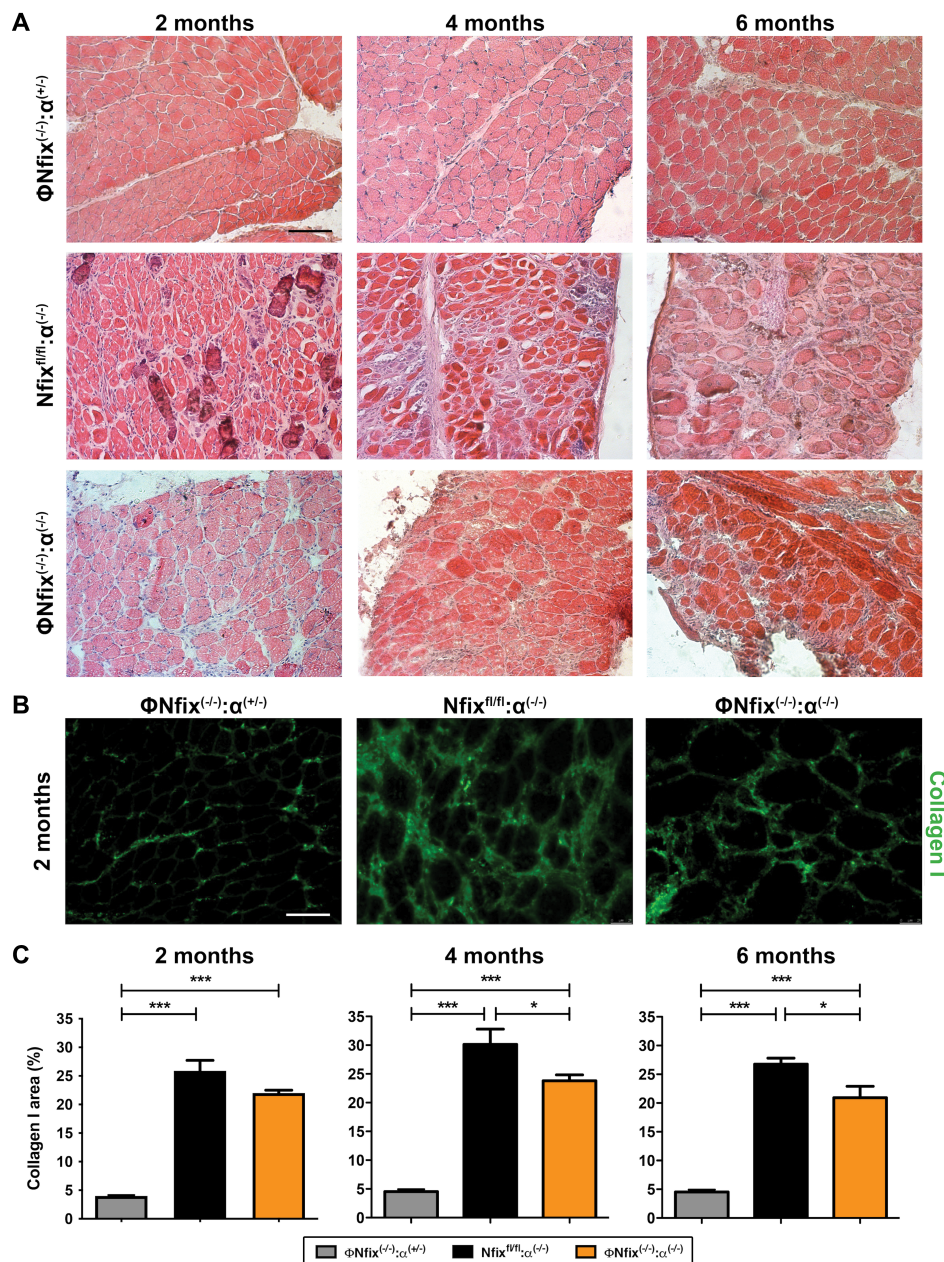 A
2 months 4 months 6 months
ΦNfix(-/-):α(+/-)
Nfixfl/fl:α(-/-)
ΦNfix(-/-):α(-/-)
B
ΦNfix(-/-):α(+/-) Nfixfl/fl:α(-/-) ΦNfix(-/-):α(-/-)
2 months
Collagen I
C
2 months 4 months 6 months
*** *** ***
*** *** * *** *
Collagen I area (%)
35 35 35
30 30 30
25 25 25
20 20 20
15 15 15
10 10 10
5 5 5
0 0 0
ΦNfix(-/-):α(+/-) Nfixfl/fl:α(-/-) ΦNfix(-/-):α(-/-)